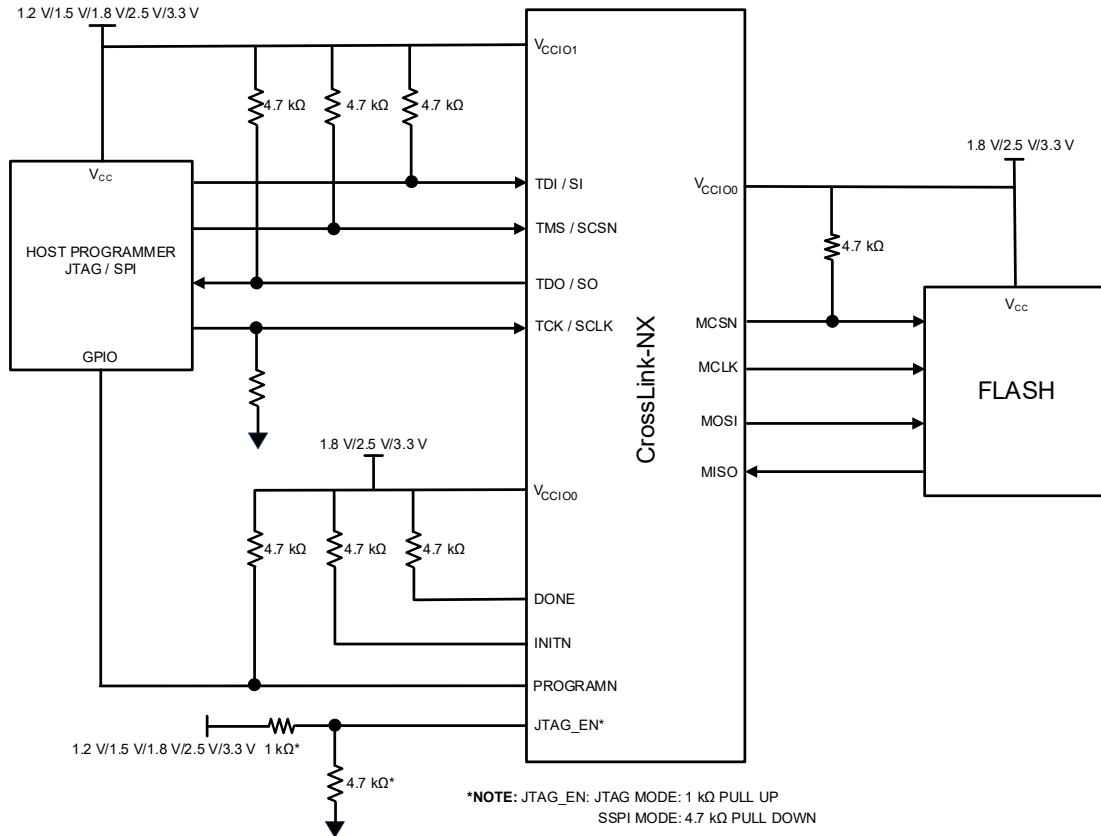 1.2 V/1.5 V/1.8 V/2.5 V/3.3 V
VCCIO1
4.7 kΩ
4.7 kΩ
4.7 kΩ
VCC
HOST PROGRAMMER
JTAG / SPI
GPIO
TDI / SI
TMS / SCSN
TDO / SO
TCK / SCLK
1.8 V/2.5 V/3.3 V
VCCIO0
4.7 kΩ
4.7 kΩ
4.7 kΩ
DONE
INITN
PROGRAMN
JTAG_EN*
1.2 V/1.5 V/1.8 V/2.5 V/3.3 V
1 kΩ*
4.7 kΩ*
CrossLink-NX
1.8 V/2.5 V/3.3 V
VCCIO0
4.7 kΩ
MCSN
MCLK
MOSI
MISO
VCC
FLASH
*NOTE: JTAG_EN: JTAG MODE: 1 kΩ PULL UP
SSPI MODE: 4.7 kΩ PULL DOWN